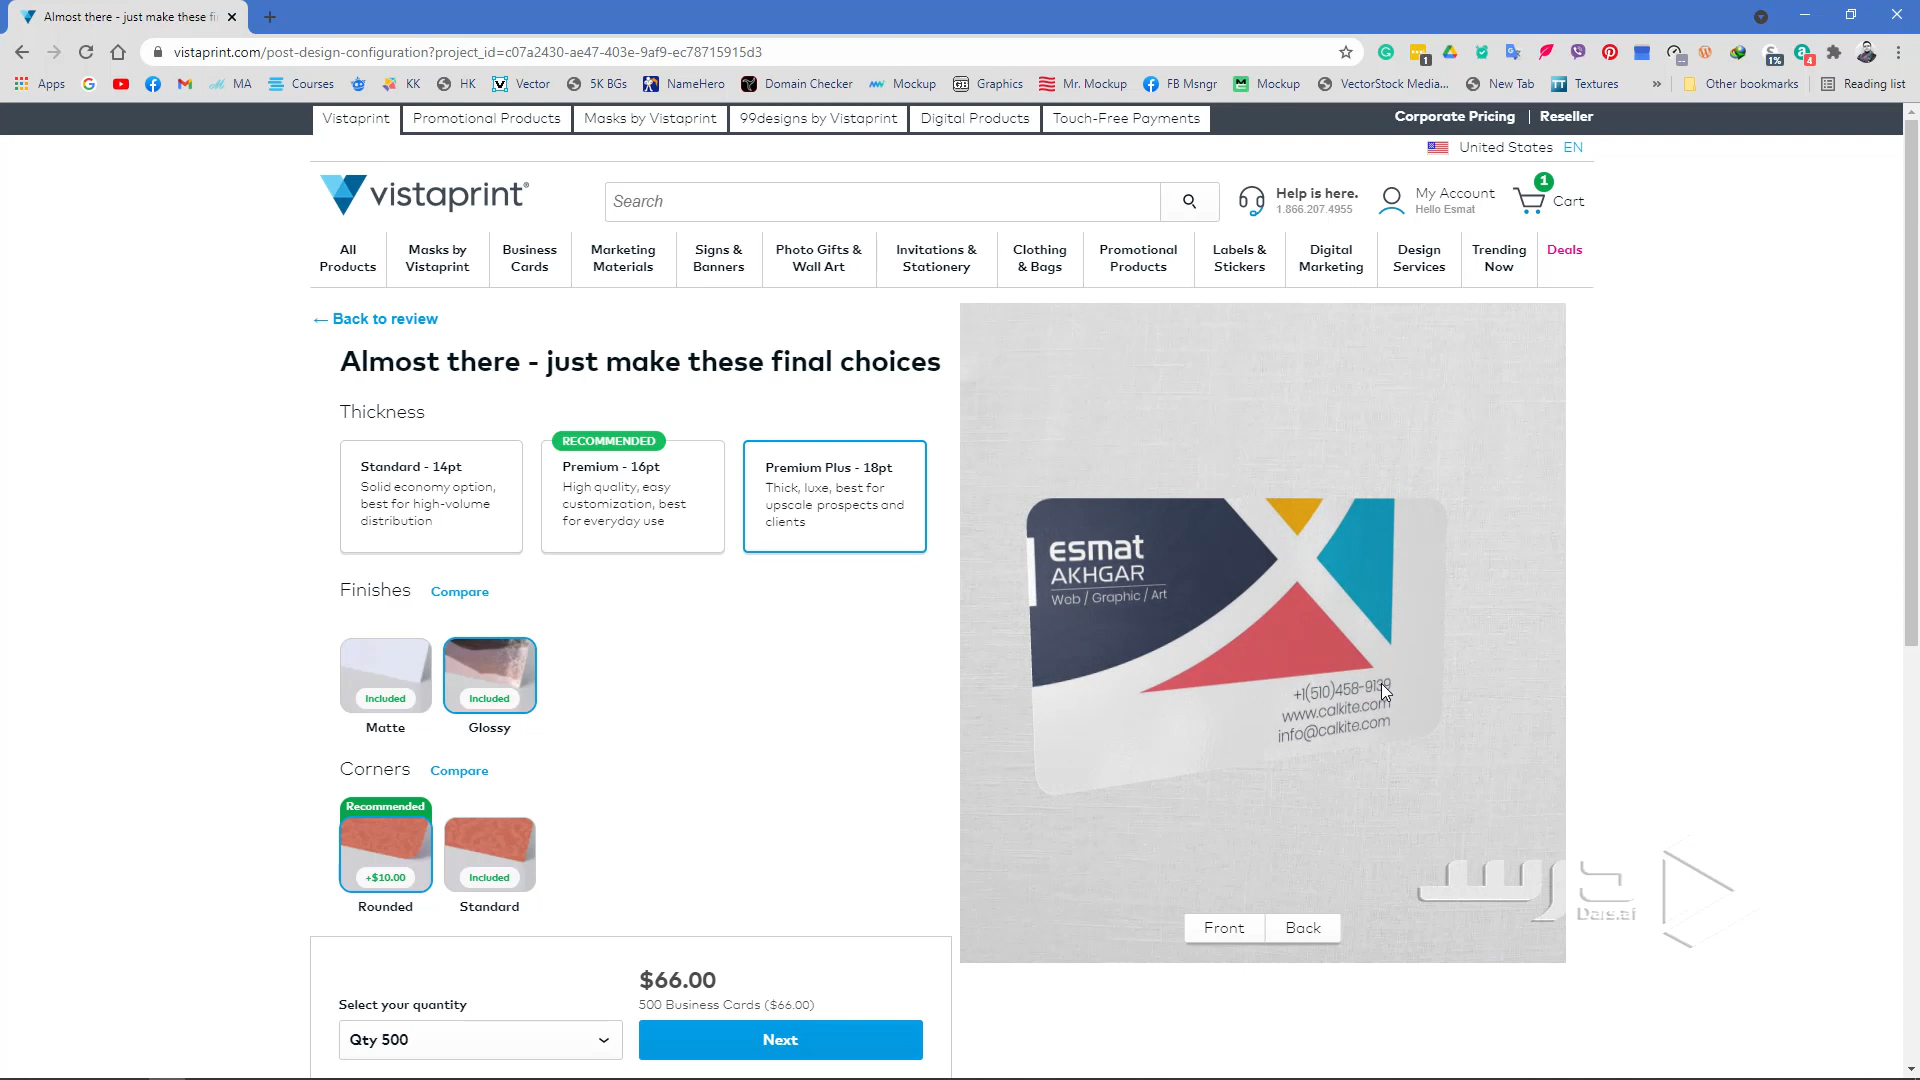 Almost there - just make these fi
vistaprint.com/post-design-configuration?project_id=c07a2430-ae47-403e-9af9-ec78715915d3
1
1%
4
Apps
MA
Courses
KK
HK
Vector
5K BGs
NameHero
Domain Checker
Mockup
Graphics
Mr. Mockup
FB Msngr
Mockup
VectorStock Media...
New Tab
Textures
»
Other bookmarks
Reading list
Vistaprint
Promotional Products
Masks by Vistaprint
99designs by Vistaprint
Digital Products
Touch-Free Payments
Corporate Pricing | Reseller
United States EN
vistaprint®
Search
Help is here.
1.866.207.4955
My Account
Hello Esmat
1
Cart
All
Products
Masks by
Vistaprint
Business
Cards
Marketing
Materials
Signs &
Banners
Photo Gifts &
Wall Art
Invitations &
Stationery
Clothing
& Bags
Promotional
Products
Labels &
Stickers
Digital
Marketing
Design
Services
Trending
Now
Deals
← Back to review
Almost there - just make these final choices
Thickness
Standard - 14pt
Solid economy option,
best for high-volume
distribution
RECOMMENDED
Premium - 16pt
High quality, easy
customization, best
for everyday use
Premium Plus - 18pt
Thick, luxe, best for
upscale prospects and
clients
Finishes Compare
Included
Matte
Included
Glossy
Corners Compare
Recommended
+$10.00
Rounded
Included
Standard
Select your quantity
Qty 500
$66.00
500 Business Cards ($66.00)
Next
esmat
AKHGAR
Web / Graphic / Art
+1(510)458-9139
www.calkite.com
info@calkite.com
Front
Back
درس
Dars.af